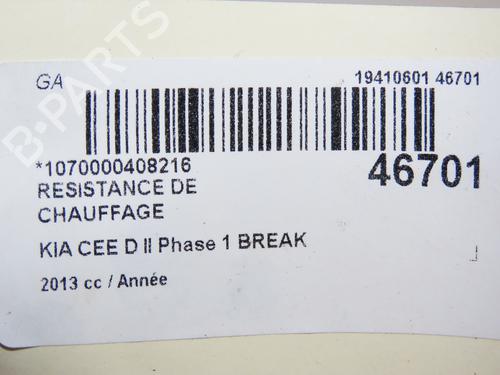 GA
19410601 46701
*1070000408216
46701
RESISTANCE DE
CHAUFFAGE
KIA CEE D II Phase 1 BREAK
2013 cc / Année
B-PARTS